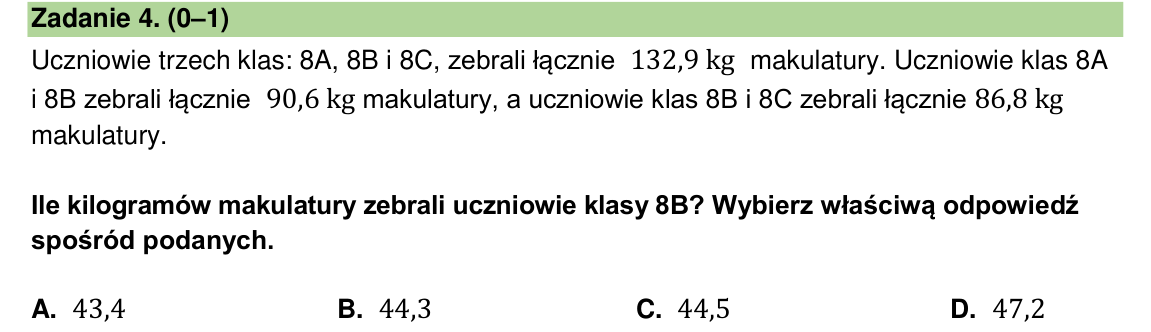 Zadanie 4. (0–1)
Uczniowie trzech klas: 8A, 8B i 8C, zebrali łącznie 132,9 kg makulatury. Uczniowie klas 8A
i 8B zebrali łącznie 90,6 kg makulatury, a uczniowie klas 8B i 8C zebrali łącznie 86,8 kg
makulatury.
Ile kilogramów makulatury zebrali uczniowie klasy 8B? Wybierz właściwą odpowiedź
spośród podanych.
A. 43,4 B. 44,3 C. 44,5 D. 47,2